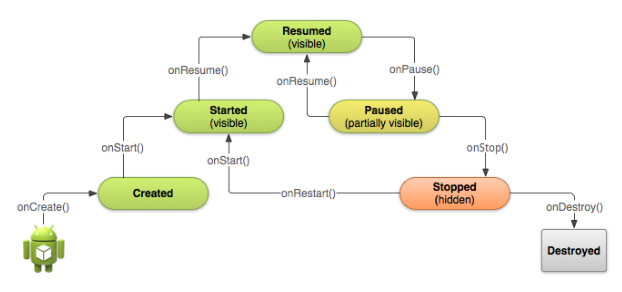 Resumed
(visible)
onResume()
onResume()
onPause()
Started
(visible)
Paused
(partially visible)
onStart()
onStart()
onStop()
Created
onRestart()
Stopped
(hidden)
onCreate()
onDestroy()
Destroyed